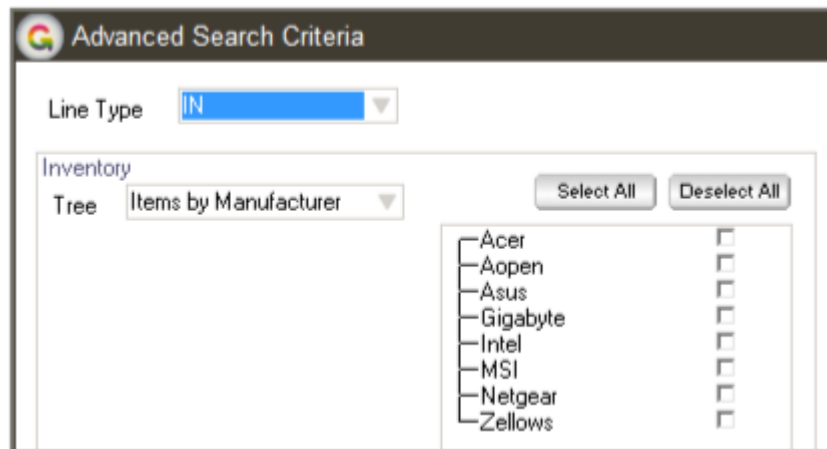 Advanced Search Criteria
Line Type IN
Inventory
Tree Items by Manufacturer Select All Deselect All
Acer
Aopen
Asus
Gigabyte
Intel
MSI
Netgear
Zellows